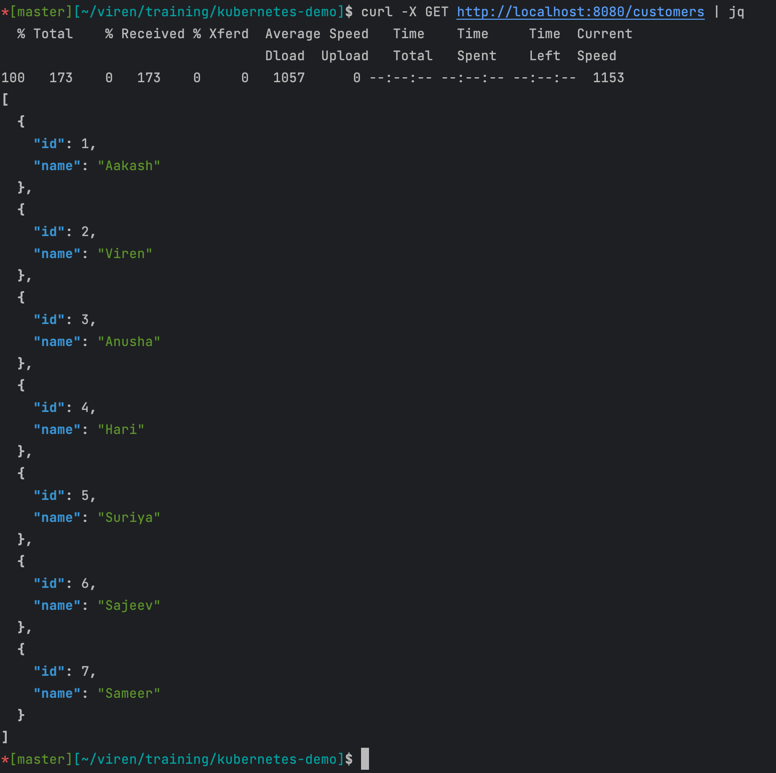 *[master][~/viren/training/kubernetes-demo]$ curl -X GET http://localhost:8080/customers | jq
  % Total    % Received % Xferd  Average Speed   Time    Time     Time  Current
                                 Dload  Upload   Total   Spent    Left  Speed
100   173    0   173    0     0   1057      0 --:--:-- --:--:-- --:--:--  1153
[
  {
    "id": 1,
    "name": "Aakash"
  },
  {
    "id": 2,
    "name": "Viren"
  },
  {
    "id": 3,
    "name": "Anusha"
  },
  {
    "id": 4,
    "name": "Hari"
  },
  {
    "id": 5,
    "name": "Suriya"
  },
  {
    "id": 6,
    "name": "Sajeev"
  },
  {
    "id": 7,
    "name": "Sameer"
  }
]
*[master][~/viren/training/kubernetes-demo]$